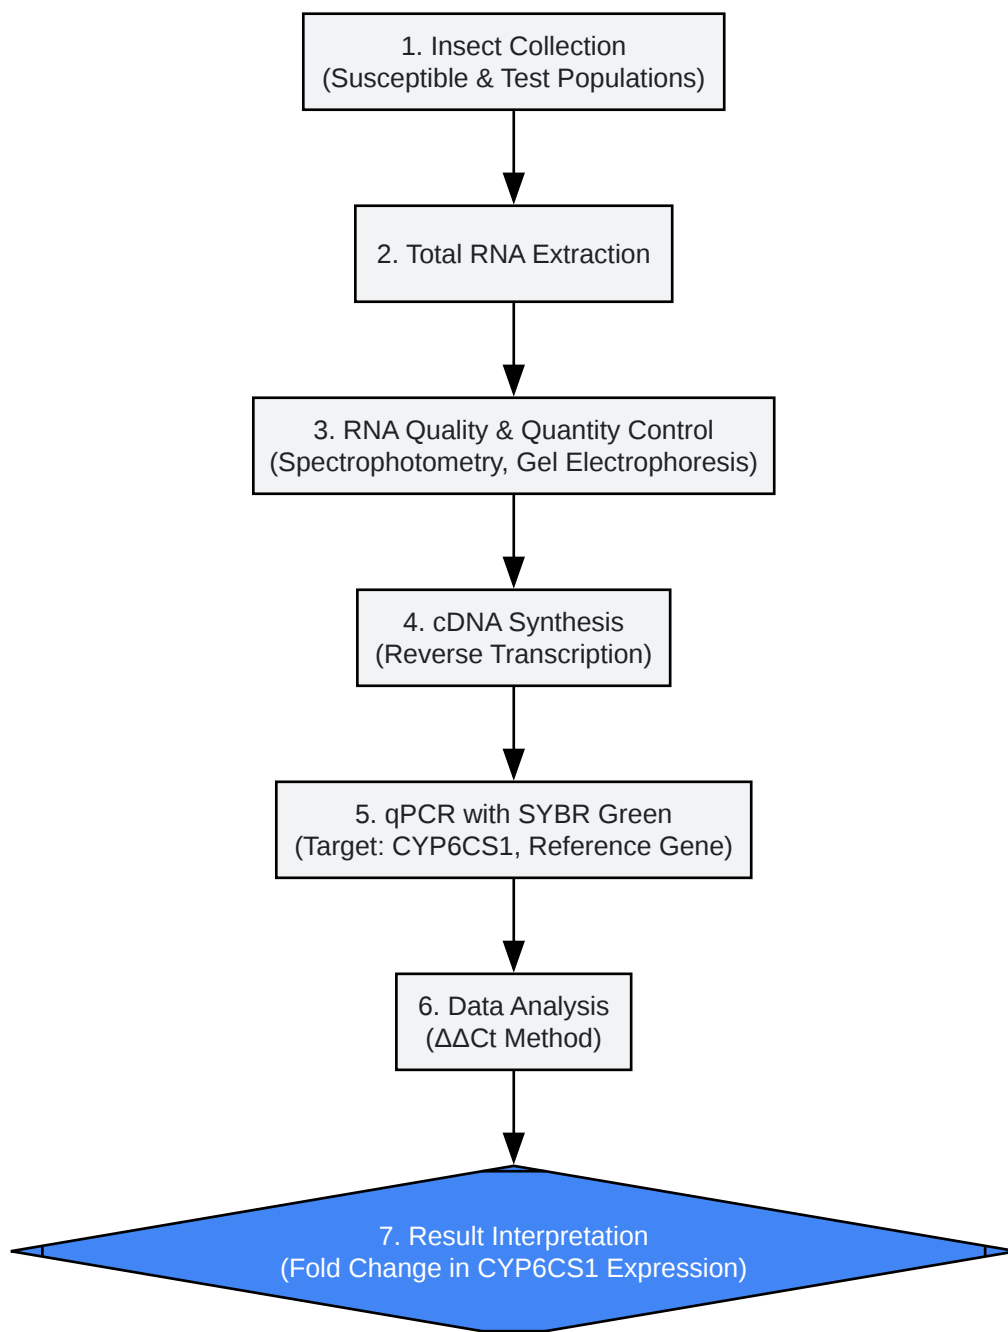 1. Insect Collection
(Susceptible & Test Populations)
2. Total RNA Extraction
3. RNA Quality & Quantity Control
(Spectrophotometry, Gel Electrophoresis)
4. cDNA Synthesis
(Reverse Transcription)
5. qPCR with SYBR Green
(Target: CYP6CS1, Reference Gene)
6. Data Analysis
(ΔΔCt Method)
7. Result Interpretation
(Fold Change in CYP6CS1 Expression)